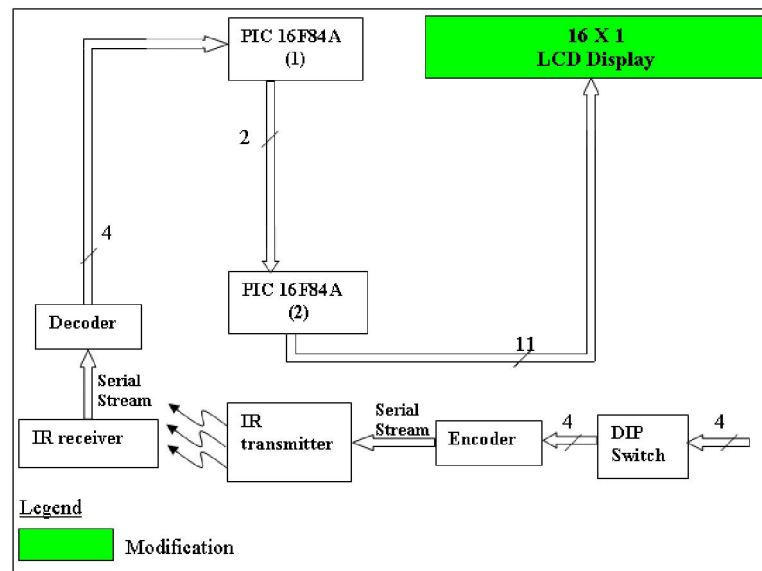 PIC 16F84A
(1)
16 X 1
LCD Display
2
4
PIC 16F84A
(2)
Decoder
11
Serial
Stream
IR receiver
IR
transmitter
Serial
Stream
Encoder
4
DIP
Switch
4
Legend
Modification